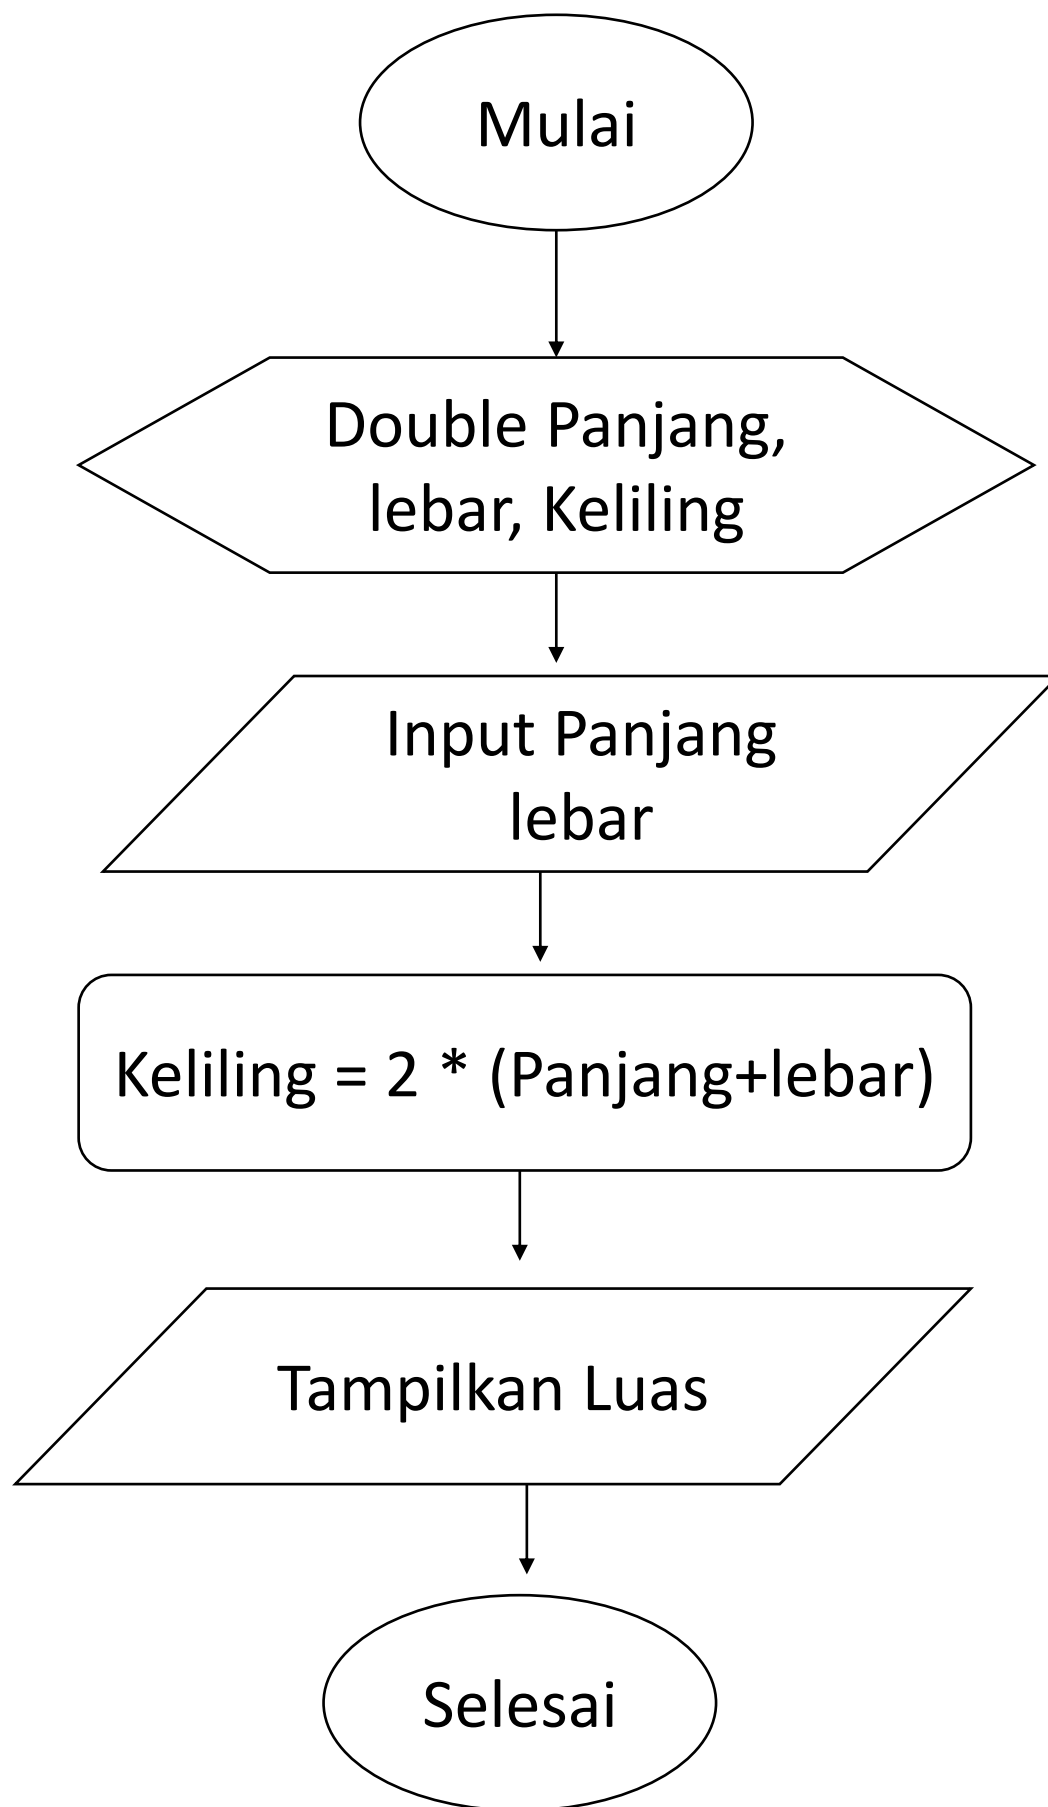 Mulai
Double Panjang,
lebar, Keliling
Input Panjang
lebar
Keliling = 2 * (Panjang+lebar)
Tampilkan Luas
Selesai